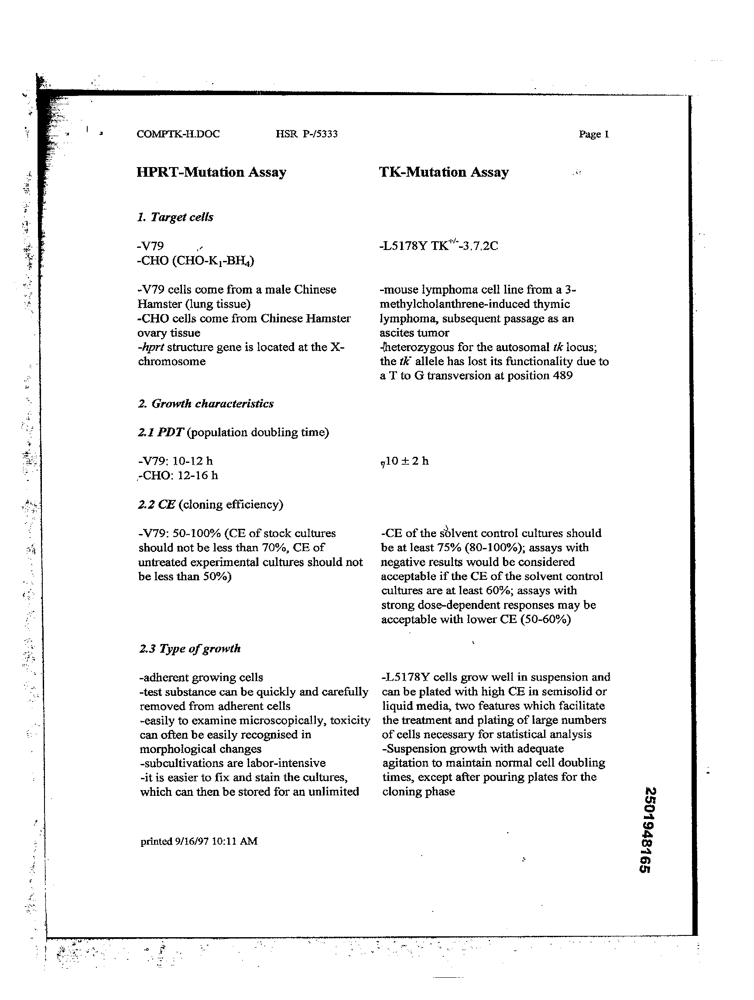 COMPTK-H.DOC HSR P-/5333 Page 1
HPRT-Mutation Assay TK-Mutation Assay
1. Target cells
-V79
-CHO (CHO-K₁-BH₄)
-L5178Y TK⁺/⁻-3.7.2C
-V79 cells come from a male Chinese
Hamster (lung tissue)
-CHO cells come from Chinese Hamster
ovary tissue
-hprt structure gene is located at the X-
chromosome
-mouse lymphoma cell line from a 3-
methylcholanthrene-induced thymic
lymphoma, subsequent passage as an
ascites tumor
-heterozygous for the autosomal tk locus;
the tk⁻ allele has lost its functionality due to
a T to G transversion at position 489
2. Growth characteristics
2.1 PDT (population doubling time)
-V79: 10-12 h
-CHO: 12-16 h
-10 ± 2 h
2.2 CE (cloning efficiency)
-V79: 50-100% (CE of stock cultures
should not be less than 70%, CE of
untreated experimental cultures should not
be less than 50%)
-CE of the solvent control cultures should
be at least 75% (80-100%); assays with
negative results would be considered
acceptable if the CE of the solvent control
cultures are at least 60%; assays with
strong dose-dependent responses may be
acceptable with lower CE (50-60%)
2.3 Type of growth
-adherent growing cells
-test substance can be quickly and carefully
removed from adherent cells
-easily to examine microscopically, toxicity
can often be easily recognised in
morphological changes
-subcultivations are labor-intensive
-it is easier to fix and stain the cultures,
which can then be stored for an unlimited
-L5178Y cells grow well in suspension and
can be plated with high CE in semisolid or
liquid media, two features which facilitate
the treatment and plating of large numbers
of cells necessary for statistical analysis
-Suspension growth with adequate
agitation to maintain normal cell doubling
times, except after pouring plates for the
cloning phase
printed 9/16/97 10:11 AM
2501948165